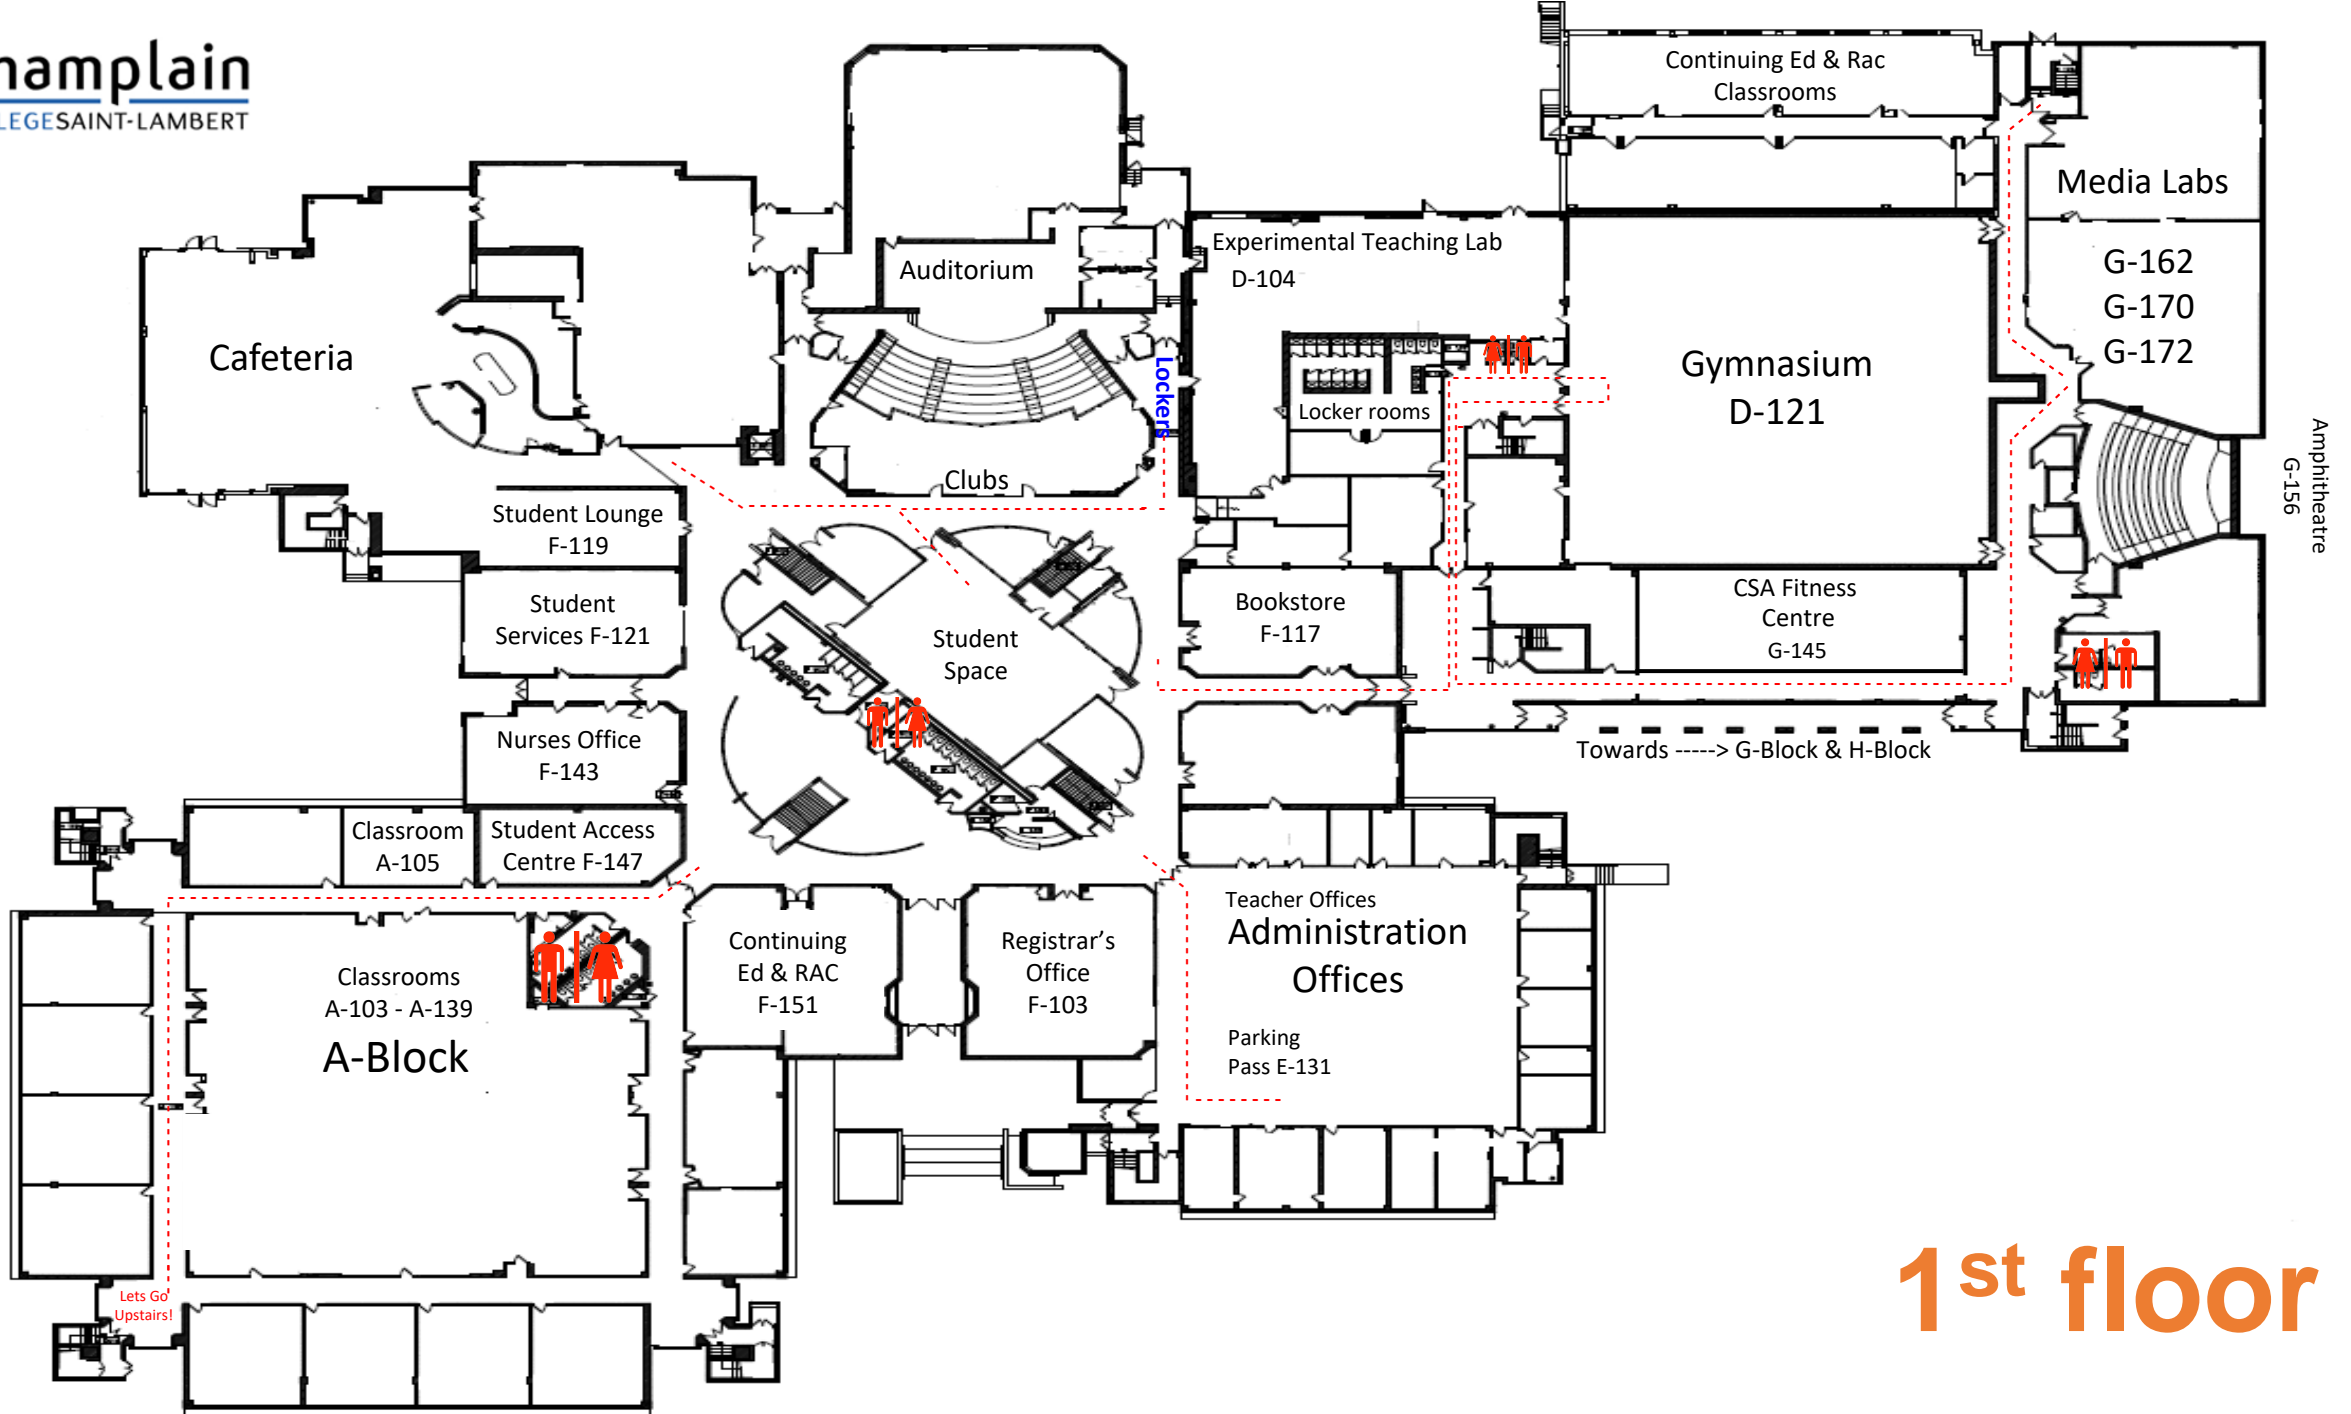 hamplain
LEGESAINT-LAMBERT
Continuing Ed & Rac
Classrooms
Media Labs
G-162
G-170
G-172
Experimental Teaching Lab
D-104
Auditorium
Cafeteria
Lockers
Locker rooms
Gymnasium
D-121
Amphitheatre
G-156
Clubs
Student Lounge
F-119
Student
Services F-121
Student
Space
Bookstore
F-117
CSA Fitness
Centre
G-145
Nurses Office
F-143
Towards -----> G-Block & H-Block
Classroom
A-105
Student Access
Centre F-147
Teacher Offices
Administration
Offices
Parking
Pass E-131
Continuing
Ed & RAC
F-151
Registrar's
Office
F-103
Classrooms
A-103 - A-139
A-Block
Lets Go
Upstairs!
1st floor